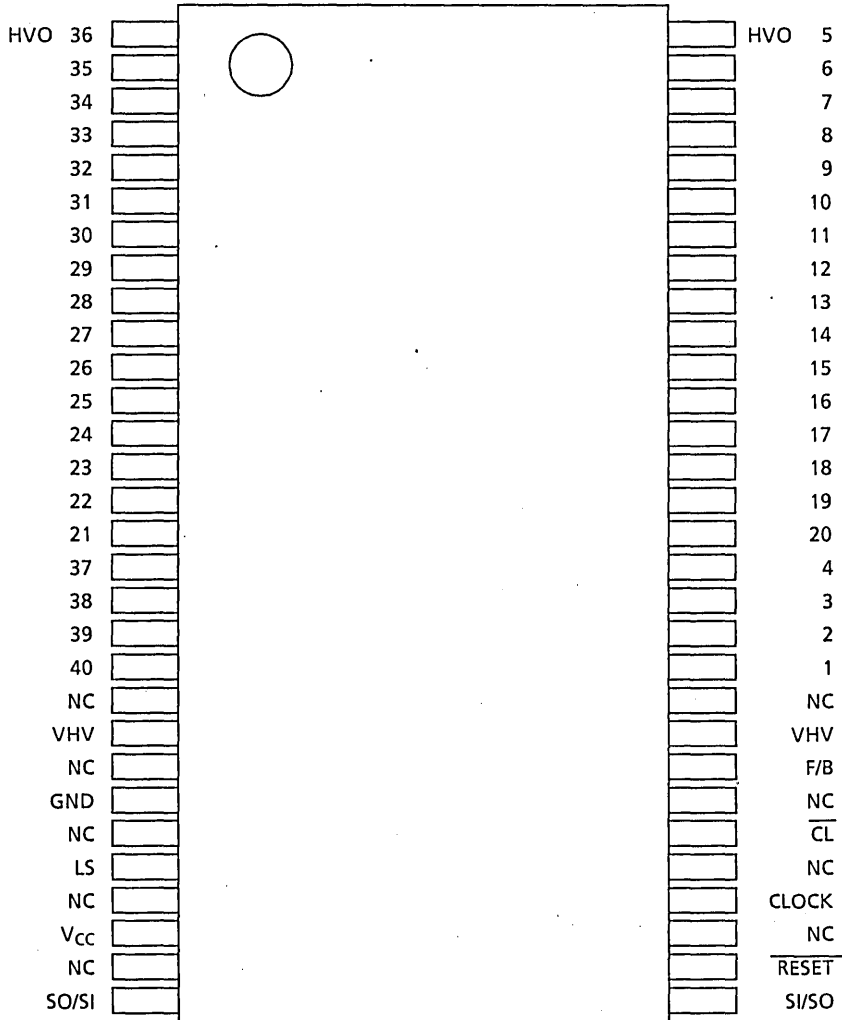 HVO 36 HVO 5
35 6
34 7
33 8
32 9
31 10
30 11
29 12
28 13
27 14
26 15
25 16
24 17
23 18
22 19
21 20
37 4
38 3
39 2
40 1
NC NC
VHV VHV
NC F/B
GND NC
NC C̅L̅
LS NC
NC CLOCK
VCC NC
NC R̅E̅S̅E̅T̅
SO/SI SI/SO